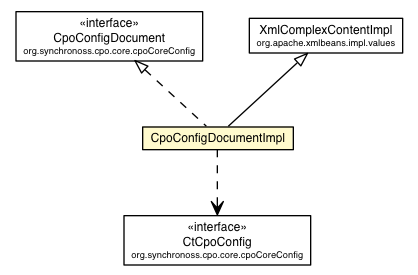 «interface»
CpoConfigDocument
org.synchronoss.cpo.core.cpoCoreConfig
XmlComplexContentImpl
org.apache.xmlbeans.impl.values
CpoConfigDocumentImpl
«interface»
CtCpoConfig
org.synchronoss.cpo.core.cpoCoreConfig